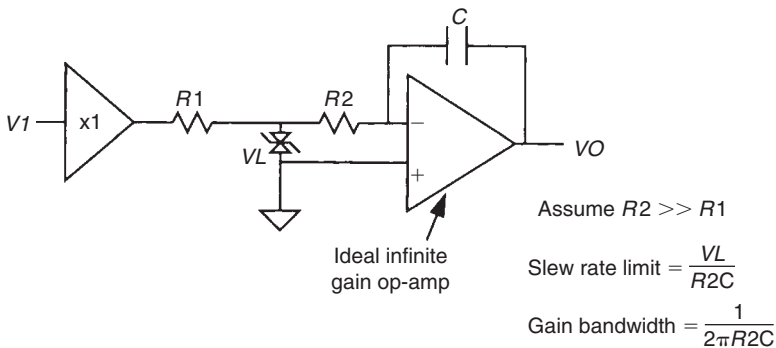 C
R1
R2
V1
x1
VL
−
+
VO
Assume R2 >> R1
Ideal infinite
gain op-amp
Slew rate limit = VL / R2C
Gain bandwidth = 1 / 2πR2C